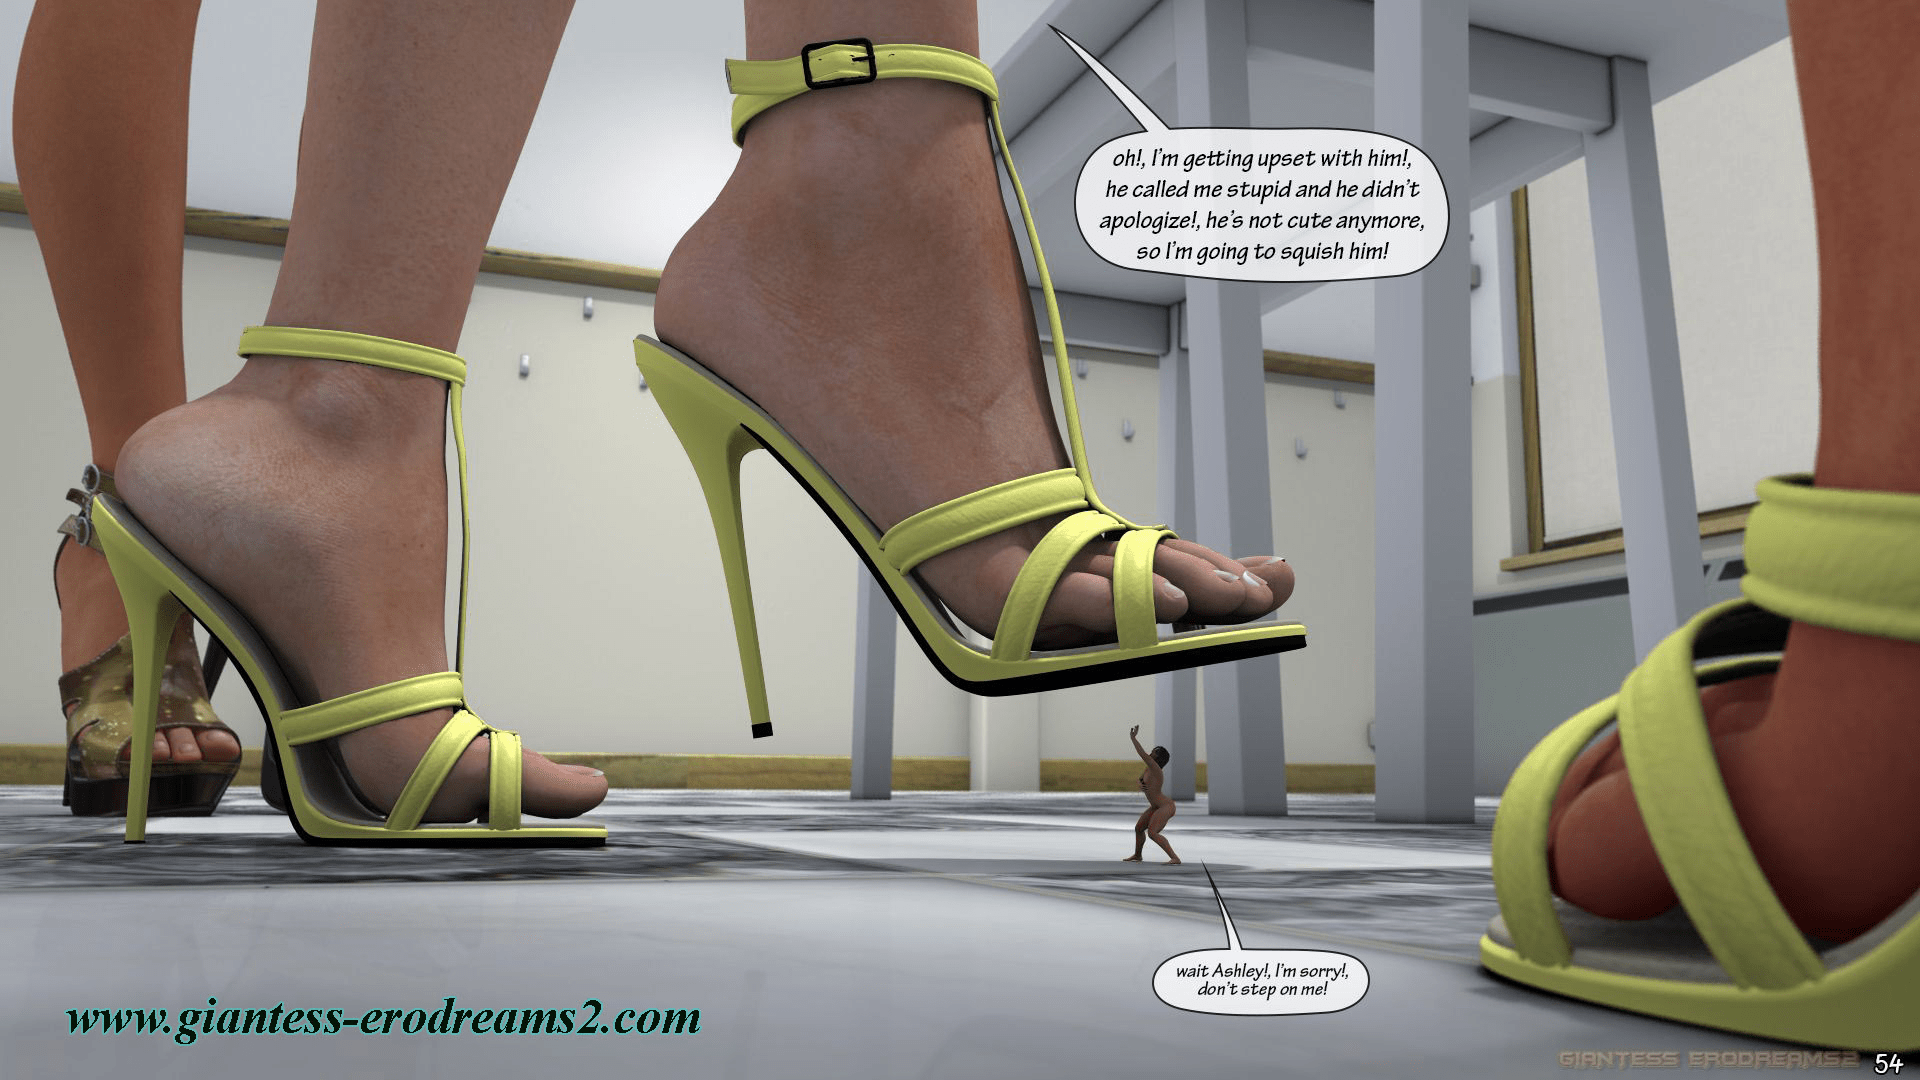 oh!, I'm getting upset with him!,
he called me stupid and he didn't
apologize!, he's not cute anymore,
so I'm going to squish him!
wait Ashley!, I'm sorry!,
don't step on me!
www.giantess-erodreams2.com
GIANTESS ERODREAMS2
54